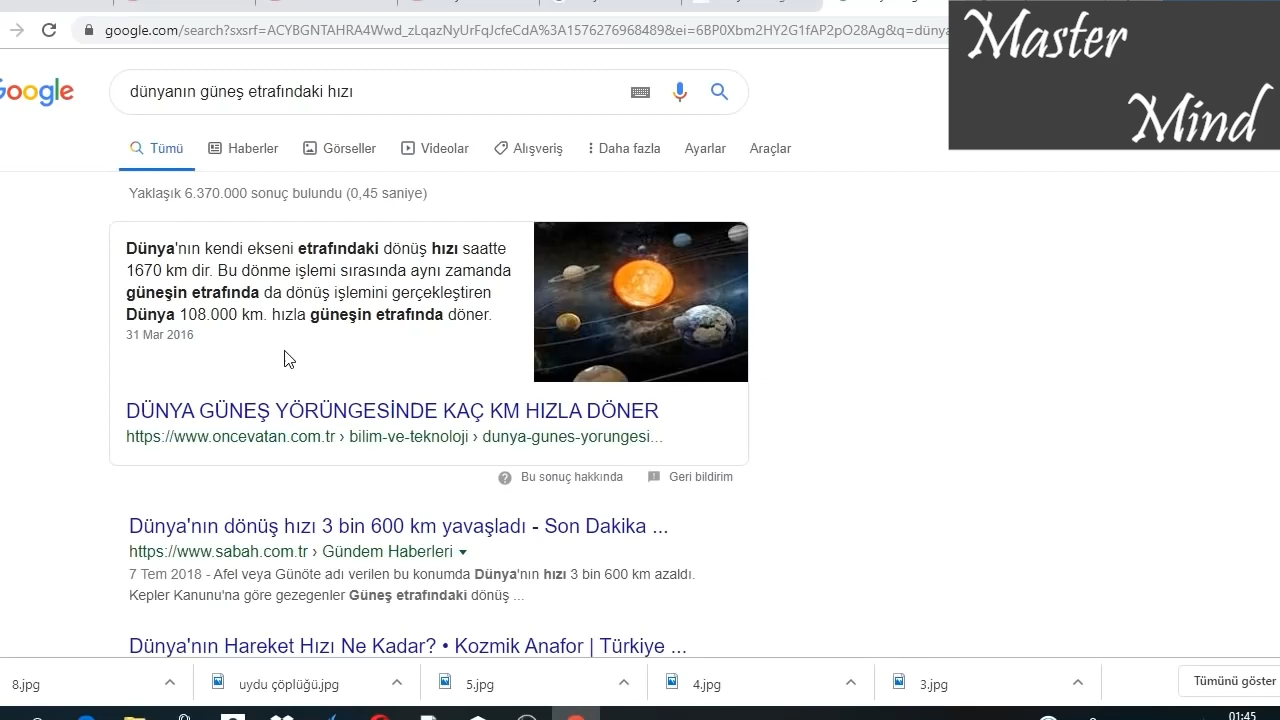 Master
Mind
google.com/search?sxsrf=ACYBGNTAHRA4Wwd_zLqazNyUrFqJcfeCdA%3A1576276968489&ei=6BP0Xbm2HY2G1fAP2pO28Ag&q=dünya
Google
dünyanın güneş etrafındaki hızı
Tümü Haberler Görseller Videolar Alışveriş Daha fazla Ayarlar Araçlar
Yaklaşık 6.370.000 sonuç bulundu (0,45 saniye)
Dünya'nın kendi ekseni etrafındaki dönüş hızı saatte
1670 km dir. Bu dönme işlemi sırasında aynı zamanda
güneşin etrafında da dönüş işlemini gerçekleştiren
Dünya 108.000 km. hızla güneşin etrafında döner.
31 Mar 2016
DÜNYA GÜNEŞ YÖRÜNGESİNDE KAÇ KM HIZLA DÖNER
https://www.oncevatan.com.tr › bilim-ve-teknoloji › dunya-gunes-yorungesi...
Bu sonuç hakkında Geri bildirim
Dünya'nın dönüş hızı 3 bin 600 km yavaşladı - Son Dakika ...
https://www.sabah.com.tr › Gündem Haberleri
7 Tem 2018 - Afel veya Günöte adı verilen bu konumda Dünya'nın hızı 3 bin 600 km azaldı.
Kepler Kanunu'na göre gezegenler Güneş etrafındaki dönüş ...
Dünya'nın Hareket Hızı Ne Kadar? • Kozmik Anafor | Türkiye ...
8.jpg uydu çöplüğü.jpg 5.jpg 4.jpg 3.jpg Tümünü göster
01:45